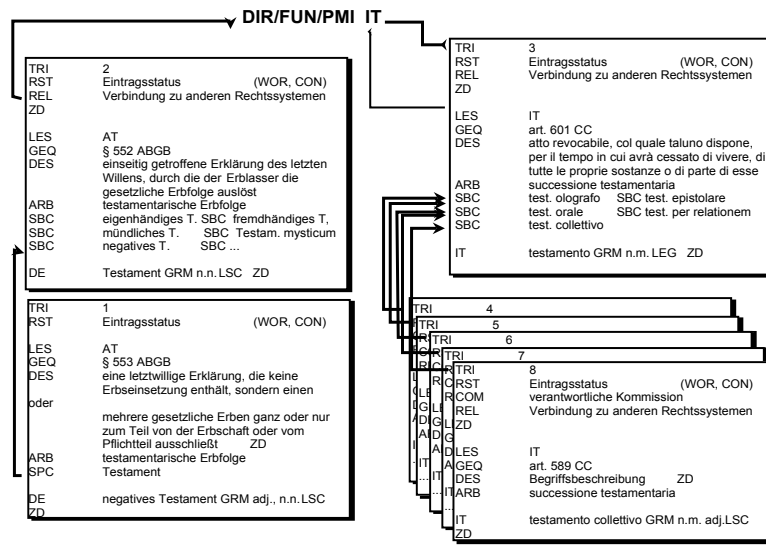 DIR/FUN/PMI IT
TRI 2
RST Eintragsstatus (WOR, CON)
REL Verbindung zu anderen Rechtssystemen
ZD
LES AT
GEQ § 552 ABGB
DES einseitig getroffene Erklärung des letzten
Willens, durch die der Erblasser die
gesetzliche Erbfolge auslöst
ARB testamentarische Erbfolge
SBC eigenhändiges T. SBC fremdhändiges T,
SBC mündliches T. SBC Testam. mysticum
SBC negatives T. SBC ...
DE Testament GRM n.n. LSC ZD
TRI 1
RST Eintragsstatus (WOR, CON)
LES AT
GEQ § 553 ABGB
DES eine letztwillige Erklärung, die keine
Erbseinsetzung enthält, sondern einen
oder
mehrere gesetzliche Erben ganz oder nur
zum Teil von der Erbschaft oder vom
Pflichtteil ausschließt ZD
ARB testamentarische Erbfolge
SPC Testament
DE negatives Testament GRM adj., n.n. LSC
ZD
TRI 3
RST Eintragsstatus (WOR, CON)
REL Verbindung zu anderen Rechtssystemen
ZD
LES IT
GEQ art. 601 CC
DES atto revocabile, col quale taluno dispone,
per il tempo in cui avrà cessato di vivere, di
tutte le proprie sostanze o di parte di esse
ARB successione testamentaria
SBC test. olografo SBC test. epistolare
SBC test. orale SBC test. per relationem
SBC test. collettivo
IT testamento GRM n.m. LEG ZD
TRI 4
TRI 5
TRI 6
TRI 7
TRI 8
RST Eintragsstatus (WOR, CON)
COM verantwortliche Kommission
REL Verbindung zu anderen Rechtssystemen
ZD
LES IT
GEQ art. 589 CC
DES Begriffsbeschreibung ZD
ARB successione testamentaria
IT testamento collettivo GRM n.m. adj.LSC
ZD